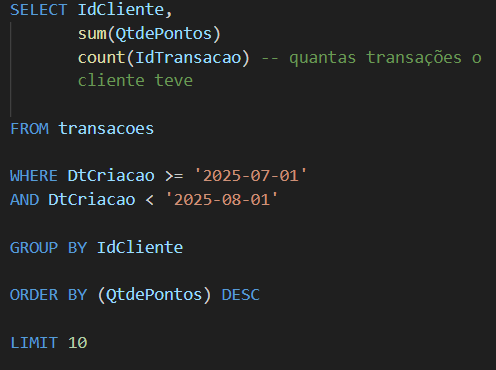 SELECT IdCliente,
sum(QtdePontos)
count(IdTransacao) -- quantas transações o
cliente teve
FROM transacoes
WHERE DtCriacao >= '2025-07-01'
AND DtCriacao < '2025-08-01'
GROUP BY IdCliente
ORDER BY (QtdePontos) DESC
LIMIT 10